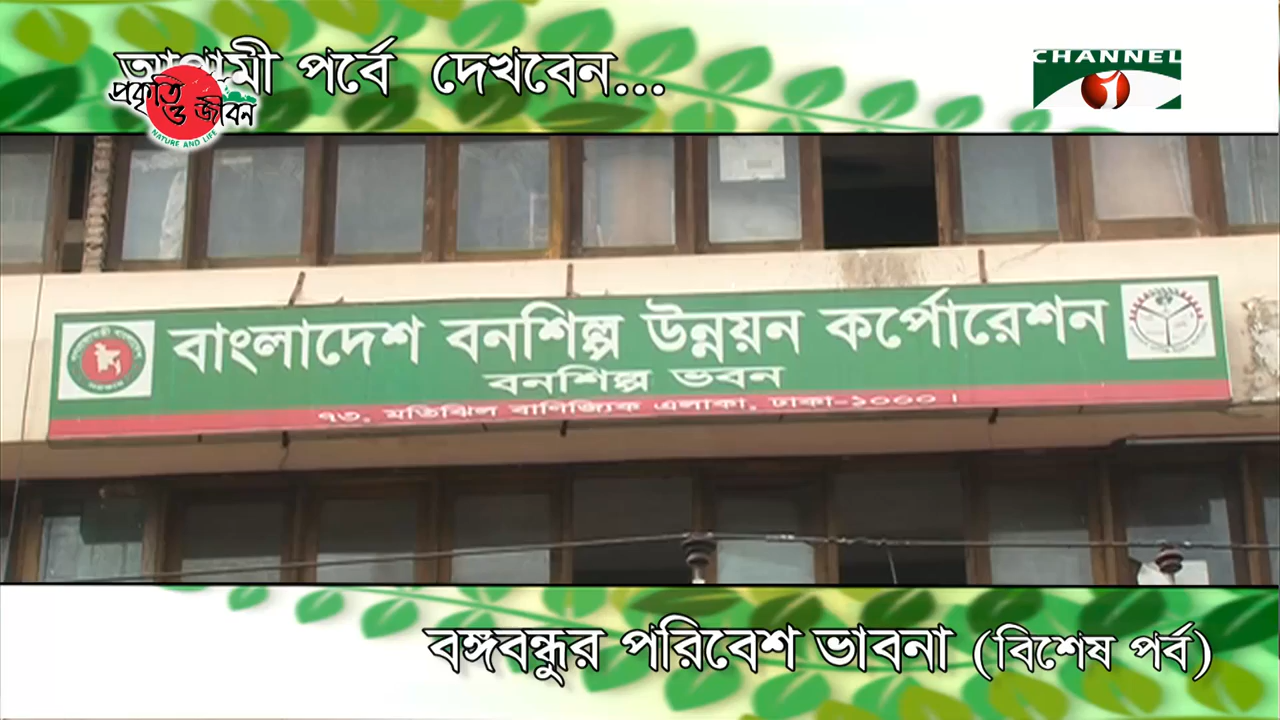 আগামী পর্বে দেখবেন...
প্রকৃতি ও জীবন
NATURE AND LIFE
CHANNEL
বাংলাদেশ বনশিল্প উন্নয়ন কর্পোরেশন
বনশিল্প ভবন
৭৩, মতিঝিল বাণিজ্যিক এলাকা, ঢাকা-১০০০।
বঙ্গবন্ধুর পরিবেশ ভাবনা (বিশেষ পর্ব)